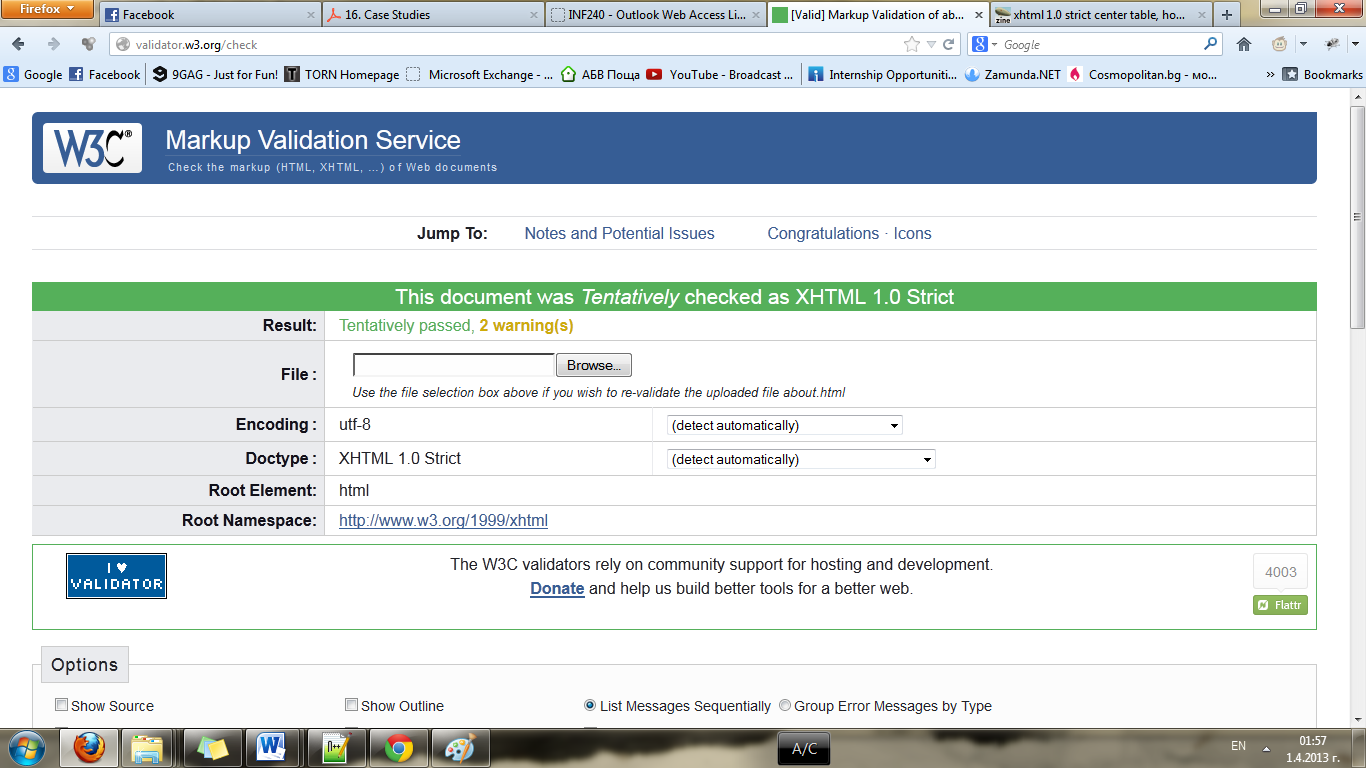 Firefox
Facebook
16. Case Studies
INF240 - Outlook Web Access Li...
[Valid] Markup Validation of ab...
xhtml 1.0 strict center table, ho...
validator.w3.org/check
Google
Google
Facebook
9GAG - Just for Fun!
TORN Homepage
Microsoft Exchange - ...
АБВ Поща
YouTube - Broadcast ...
Internship Opportuniti...
Zamunda.NET
Cosmopolitan.bg - мо...
Bookmarks
W3C®
Markup Validation Service
Check the markup (HTML, XHTML, …) of Web documents
Jump To: Notes and Potential Issues Congratulations · Icons
This document was Tentatively checked as XHTML 1.0 Strict
Result: Tentatively passed, 2 warning(s)
File : Browse...
Use the file selection box above if you wish to re-validate the uploaded file about.html
Encoding : utf-8 (detect automatically)
Doctype : XHTML 1.0 Strict (detect automatically)
Root Element: html
Root Namespace: http://www.w3.org/1999/xhtml
I ♥
VALIDATOR
The W3C validators rely on community support for hosting and development.
Donate and help us build better tools for a better web.
4003
Flattr
Options
Show Source Show Outline List Messages Sequentially Group Error Messages by Type
A/C
EN
01:57
1.4.2013 г.